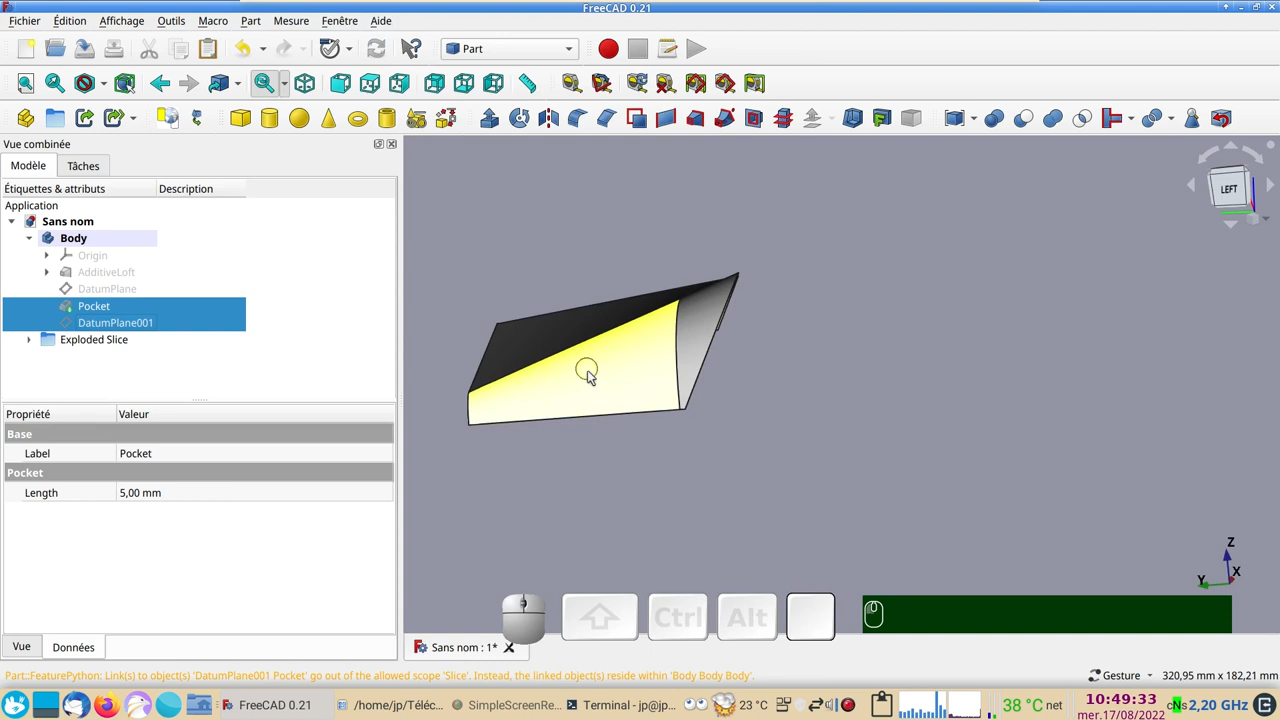 FreeCAD 0.21
Fichier Édition Affichage Outils Macro Part Mesure Fenêtre Aide
Part
Vue combinée
Modèle Tâches
Étiquettes & attributs Description
Application
Sans nom
Body
Origin
AdditiveLoft
DatumPlane
Pocket
DatumPlane001
Exploded Slice
Propriété Valeur
Base
Label Pocket
Pocket
Length 5,00 mm
LEFT
Z
Y X
Ctrl Alt
Vue Données
Sans nom : 1*
Part::FeaturePython: Link(s) to object(s) 'DatumPlane001 Pocket' go out of the allowed scope 'Slice'. Instead, the linked object(s) reside within 'Body Body Body'.
Gesture 320,95 mm x 182,21 mm
FreeCAD 0.21
/home/jp/Téléc...
SimpleScreenRe...
Terminal - jp@jp...
23 °C
38 °C net
10:49:33
mer.17/08/2022
2,20 GHz